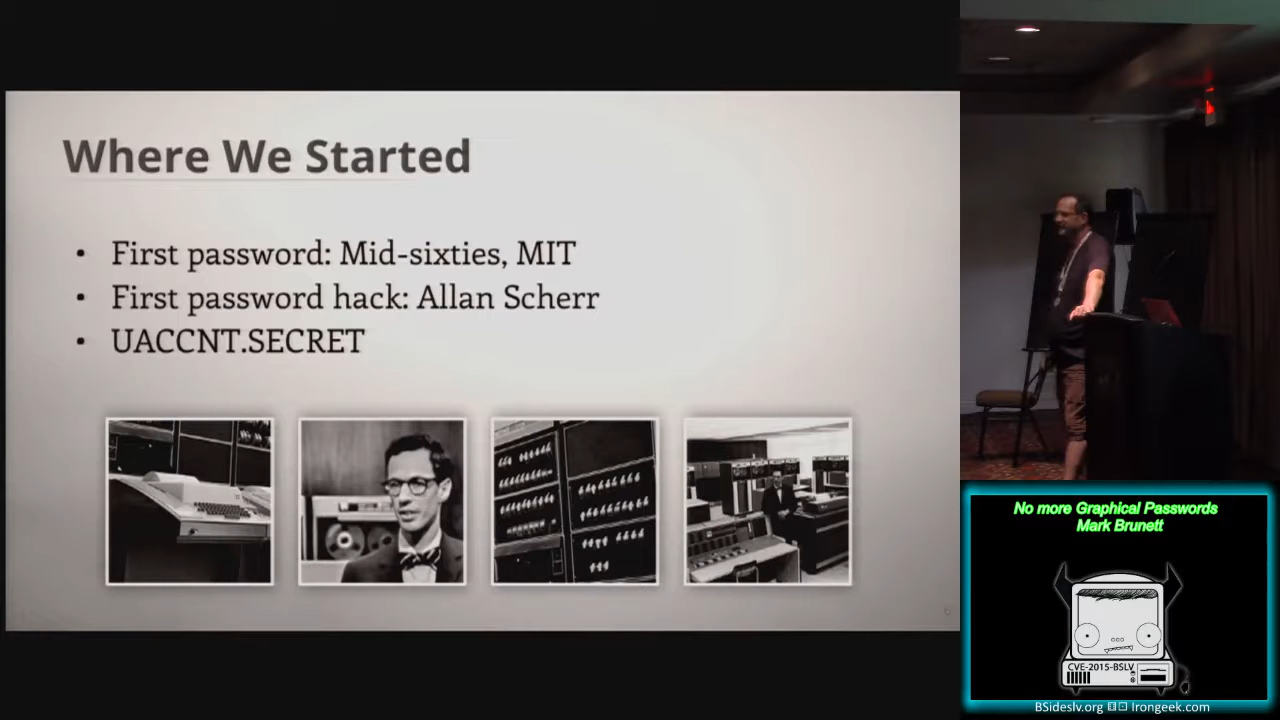 Where We Started
• First password: Mid-sixties, MIT
• First password hack: Allan Scherr
• UACCNT.SECRET
No more Graphical Passwords
Mark Brunett
CVE-2015-BSLV
BSideslv.org Irongeek.com